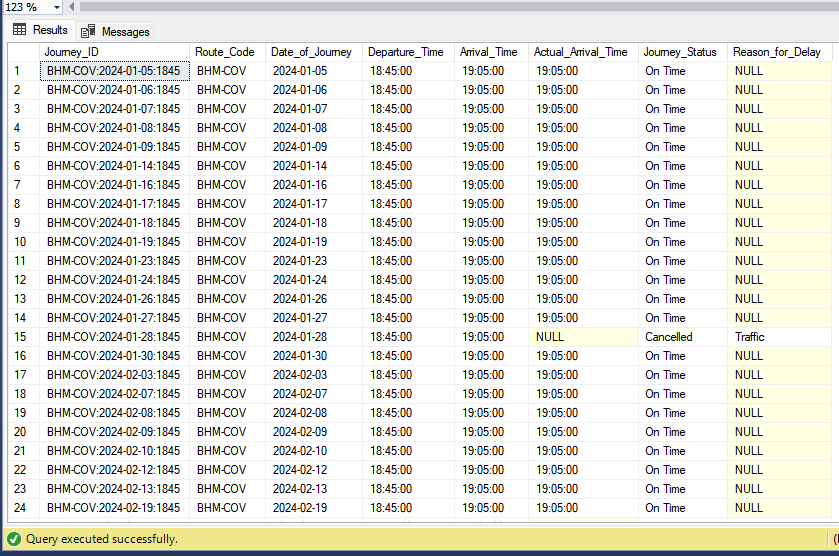 123 %
Results Messages
Journey_ID Route_Code Date_of_Journey Departure_Time Arrival_Time Actual_Arrival_Time Journey_Status Reason_for_Delay
1 BHM-COV:2024-01-05:1845 BHM-COV 2024-01-05 18:45:00 19:05:00 19:05:00 On Time NULL
2 BHM-COV:2024-01-06:1845 BHM-COV 2024-01-06 18:45:00 19:05:00 19:05:00 On Time NULL
3 BHM-COV:2024-01-07:1845 BHM-COV 2024-01-07 18:45:00 19:05:00 19:05:00 On Time NULL
4 BHM-COV:2024-01-08:1845 BHM-COV 2024-01-08 18:45:00 19:05:00 19:05:00 On Time NULL
5 BHM-COV:2024-01-09:1845 BHM-COV 2024-01-09 18:45:00 19:05:00 19:05:00 On Time NULL
6 BHM-COV:2024-01-14:1845 BHM-COV 2024-01-14 18:45:00 19:05:00 19:05:00 On Time NULL
7 BHM-COV:2024-01-16:1845 BHM-COV 2024-01-16 18:45:00 19:05:00 19:05:00 On Time NULL
8 BHM-COV:2024-01-17:1845 BHM-COV 2024-01-17 18:45:00 19:05:00 19:05:00 On Time NULL
9 BHM-COV:2024-01-18:1845 BHM-COV 2024-01-18 18:45:00 19:05:00 19:05:00 On Time NULL
10 BHM-COV:2024-01-19:1845 BHM-COV 2024-01-19 18:45:00 19:05:00 19:05:00 On Time NULL
11 BHM-COV:2024-01-23:1845 BHM-COV 2024-01-23 18:45:00 19:05:00 19:05:00 On Time NULL
12 BHM-COV:2024-01-24:1845 BHM-COV 2024-01-24 18:45:00 19:05:00 19:05:00 On Time NULL
13 BHM-COV:2024-01-26:1845 BHM-COV 2024-01-26 18:45:00 19:05:00 19:05:00 On Time NULL
14 BHM-COV:2024-01-27:1845 BHM-COV 2024-01-27 18:45:00 19:05:00 19:05:00 On Time NULL
15 BHM-COV:2024-01-28:1845 BHM-COV 2024-01-28 18:45:00 19:05:00 NULL Cancelled Traffic
16 BHM-COV:2024-01-30:1845 BHM-COV 2024-01-30 18:45:00 19:05:00 19:05:00 On Time NULL
17 BHM-COV:2024-02-03:1845 BHM-COV 2024-02-03 18:45:00 19:05:00 19:05:00 On Time NULL
18 BHM-COV:2024-02-07:1845 BHM-COV 2024-02-07 18:45:00 19:05:00 19:05:00 On Time NULL
19 BHM-COV:2024-02-08:1845 BHM-COV 2024-02-08 18:45:00 19:05:00 19:05:00 On Time NULL
20 BHM-COV:2024-02-09:1845 BHM-COV 2024-02-09 18:45:00 19:05:00 19:05:00 On Time NULL
21 BHM-COV:2024-02-10:1845 BHM-COV 2024-02-10 18:45:00 19:05:00 19:05:00 On Time NULL
22 BHM-COV:2024-02-12:1845 BHM-COV 2024-02-12 18:45:00 19:05:00 19:05:00 On Time NULL
23 BHM-COV:2024-02-13:1845 BHM-COV 2024-02-13 18:45:00 19:05:00 19:05:00 On Time NULL
24 BHM-COV:2024-02-19:1845 BHM-COV 2024-02-19 18:45:00 19:05:00 19:05:00 On Time NULL
Query executed successfully.